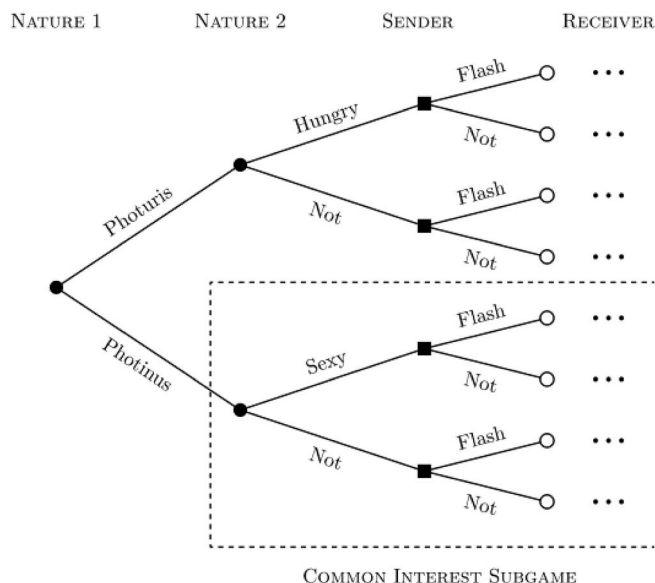 NATURE 1 NATURE 2 SENDER RECEIVER
Flash
Hungry
Not
Photuris
Flash
Not
Not
Flash
Photinus
Sexy
Not
Flash
Not
Not
COMMON INTEREST SUBGAME